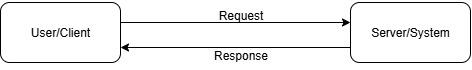 Request
User/Client
Server/System
Response